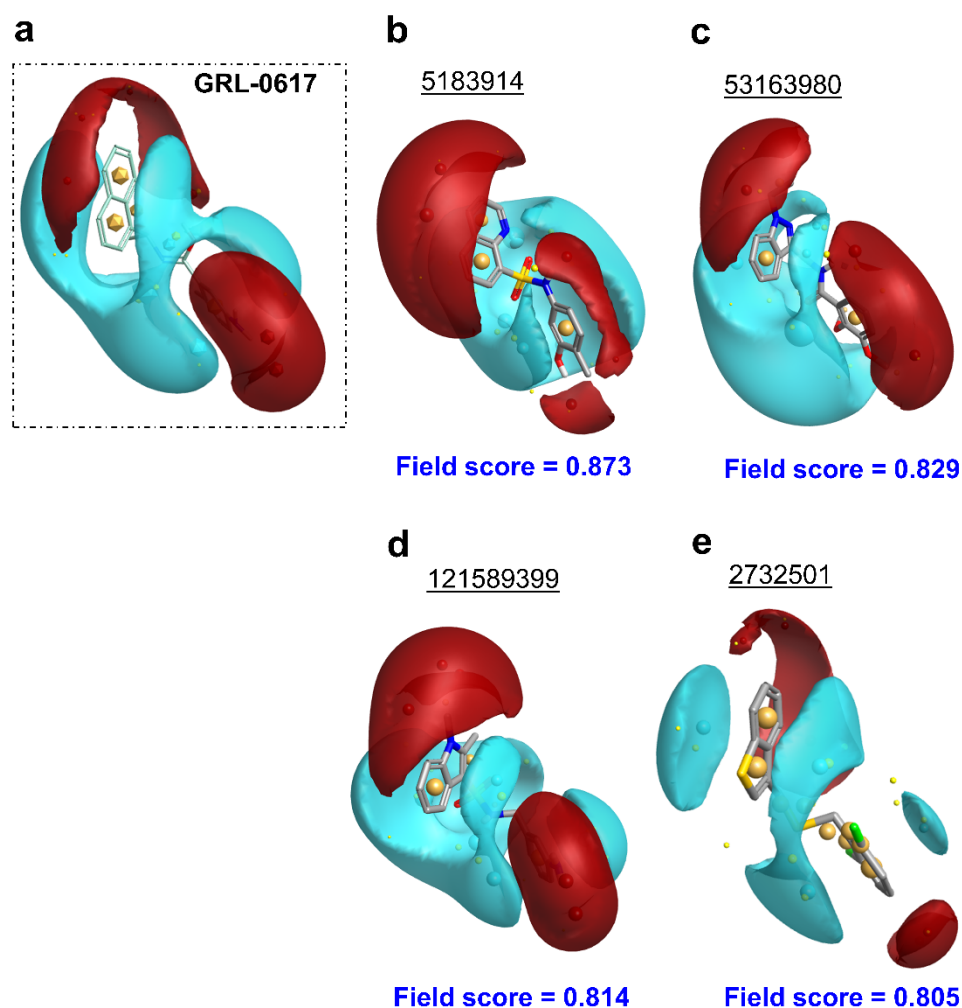 a
GRL-0617
b
5183914
Field score = 0.873
c
53163980
Field score = 0.829
d
121589399
Field score = 0.814
e
2732501
Field score = 0.805